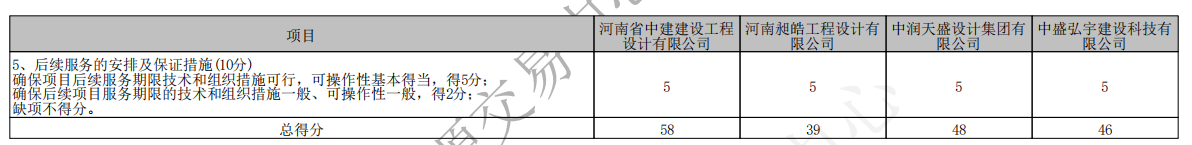 项目
河南省中建建设工程
设计有限公司
河南昶皓工程设计有
限公司
中润天盛设计集团有
限公司
中盛弘宇建设科技有
限公司
5、后续服务的安排及保证措施(10分)
确保项目后续服务期限技术和组织措施可行，可操作性基本得当，得5分；
确保后续项目服务期限的技术和组织措施一般、可操作性一般，得2分；
缺项不得分。
5
5
5
5
总得分
58
39
48
46
源交易
中心